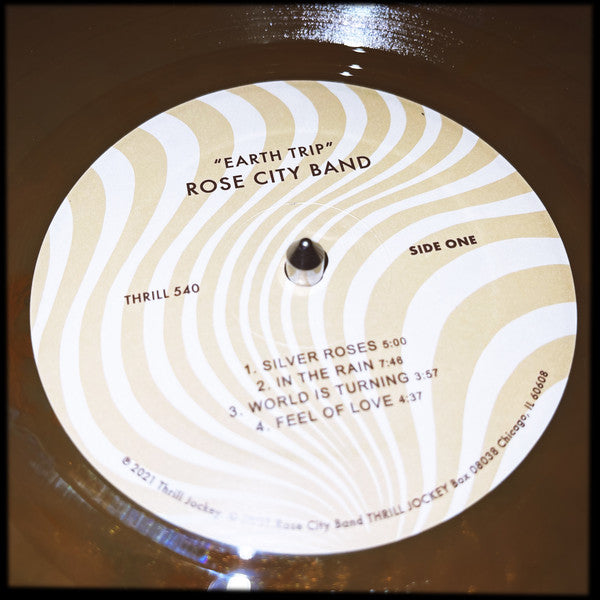 "EARTH TRIP"
ROSE CITY BAND
SIDE ONE
THRILL 540
1. SILVER ROSES 5:00
2. IN THE RAIN 7:46
3. WORLD IS TURNING 3:57
4. FEEL OF LOVE 4:37
℗ 2021 Thrill Jockey. © 2021 Rose City Band THRILL JOCKEY Box 08038 Chicago, IL 60608